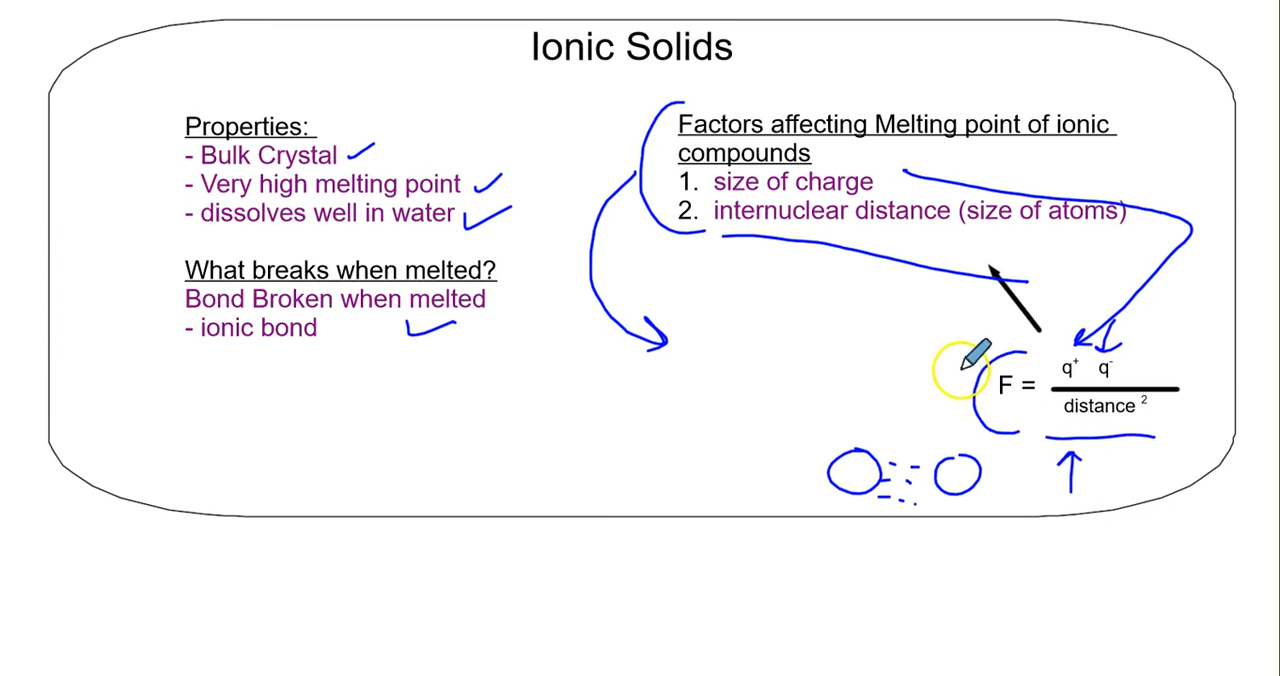 Ionic Solids
Properties:
- Bulk Crystal
- Very high melting point
- dissolves well in water
What breaks when melted?
Bond Broken when melted
- ionic bond
Factors affecting Melting point of ionic
compounds
1. size of charge
2. internuclear distance (size of atoms)
F = q⁺ q⁻
distance ²